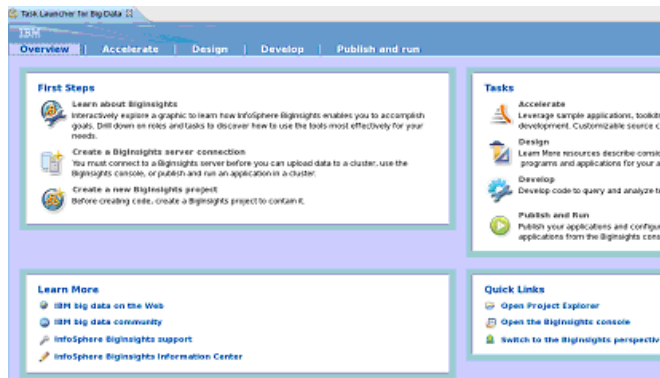 Task Launcher for Big Data
IBM
Overview | Accelerate | Design | Develop | Publish and run
First Steps
Learn about BigInsights
Interactively explore a graphic to learn how InfoSphere BigInsights enables you to accomplish
goals. Drill down on roles and tasks to discover how to use the tools most effectively for your
needs.
Create a BigInsights server connection
You must connect to a BigInsights server before you can upload data to a cluster, use the
BigInsights console, or publish and run an application in a cluster.
Create a new BigInsights project
Before creating code, create a BigInsights project to contain it.
Tasks
Accelerate
Leverage sample applications, toolkits
development. Customizable source c
Design
Learn More resources describe consi
programs and applications for your a
Develop
Develop code to query and analyze t
Publish and Run
Publish your applications and configu
applications from the BigInsights cons
Learn More
IBM big data on the Web
IBM big data community
InfoSphere BigInsights support
InfoSphere BigInsights Information Center
Quick Links
Open Project Explorer
Open the BigInsights console
Switch to the BigInsights perspectiv